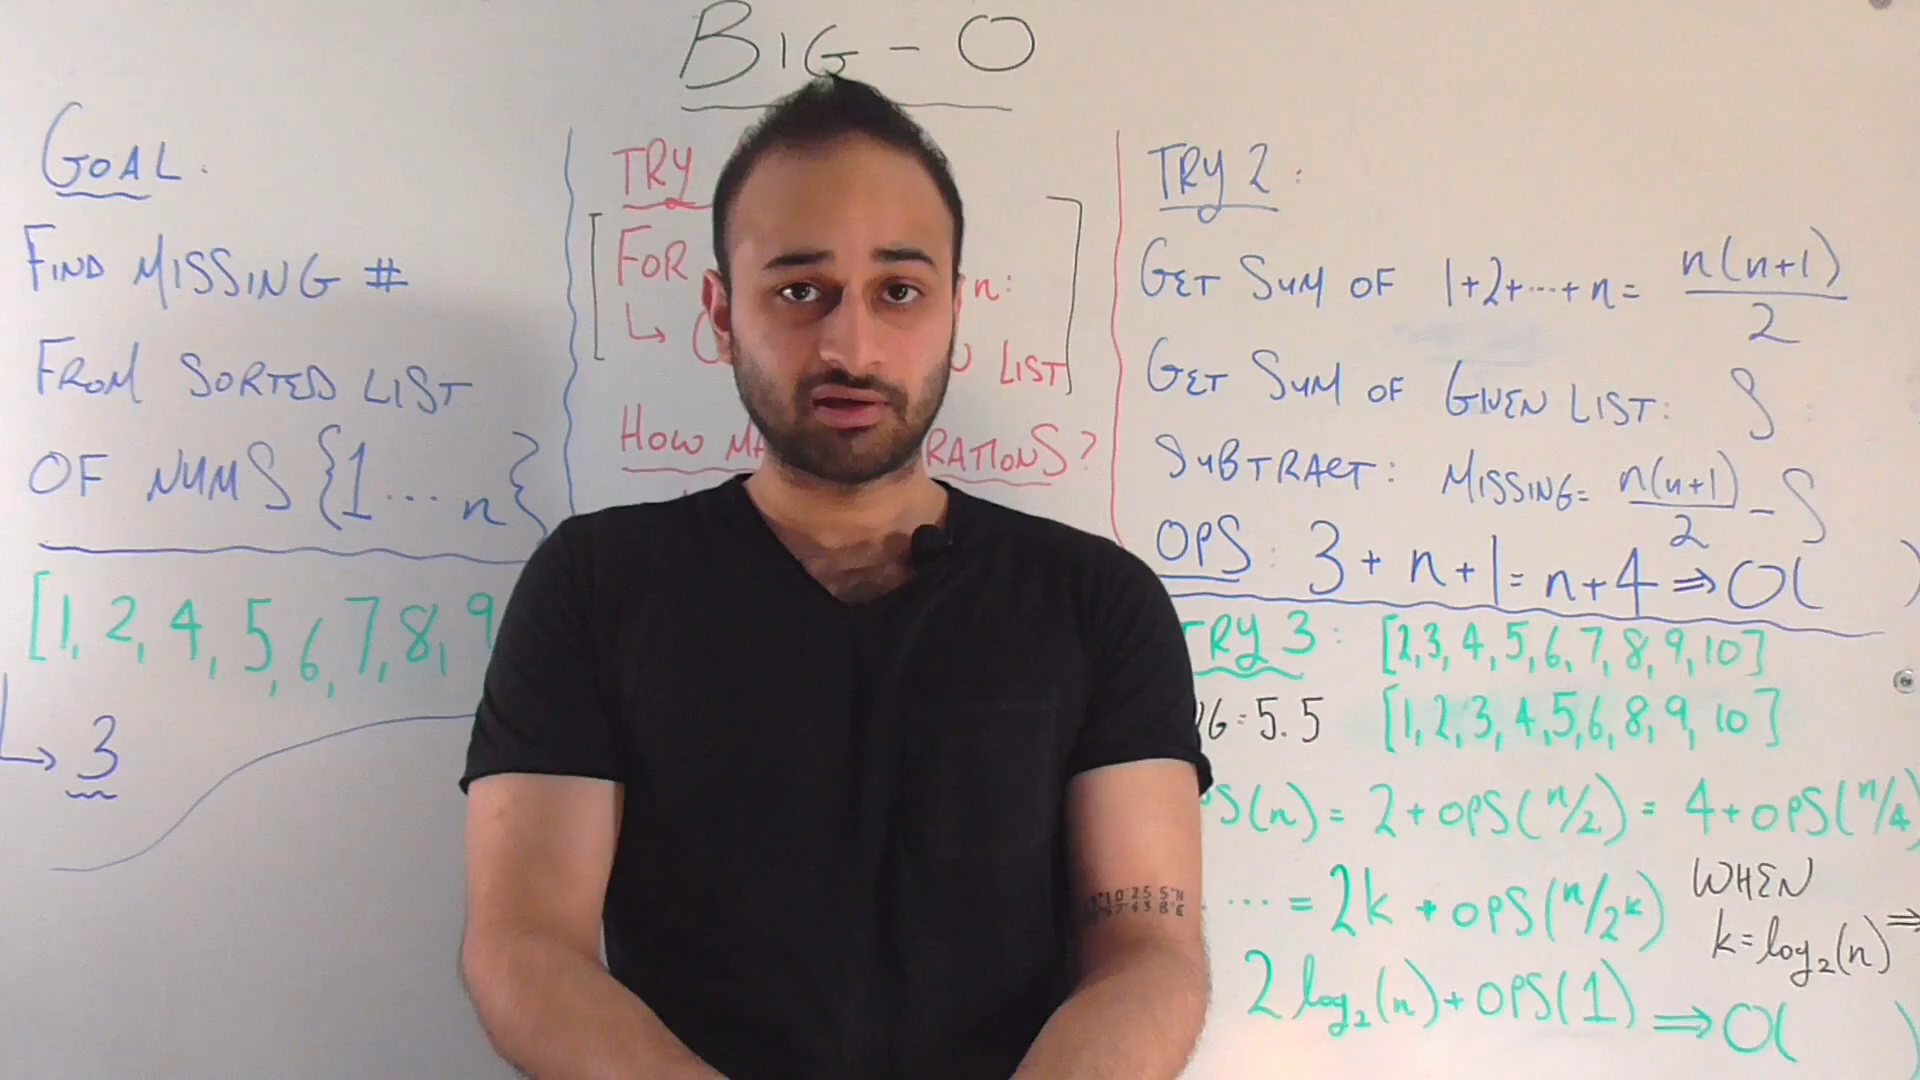 BIG - O
GOAL:
FIND MISSING #
FROM SORTED LIST
OF NUMS {1 ... n}
[1, 2, 4, 5, 6, 7, 8, 9
↳ 3
TRY
FOR n:
↳ LIST
HOW MA RATIONS?
TRY 2:
GET SUM OF 1+2+...+n = n(n+1)/2
GET SUM OF GIVEN LIST: S
SUBTRACT: MISSING = n(n+1)/2 - S
OPS: 3 + n + 1 = n + 4 ⇒ O( )
TRY 3: [2,3,4,5,6,7,8,9,10]
G=5.5 [1,2,3,4,5,6,8,9,10]
PS(n) = 2 + OPS(n/2) = 4 + OPS(n/4)
... = 2k + OPS(n/2^k) WHEN
k=log₂(n) ⇒
2 log₂(n) + OPS(1) ⇒ O( )